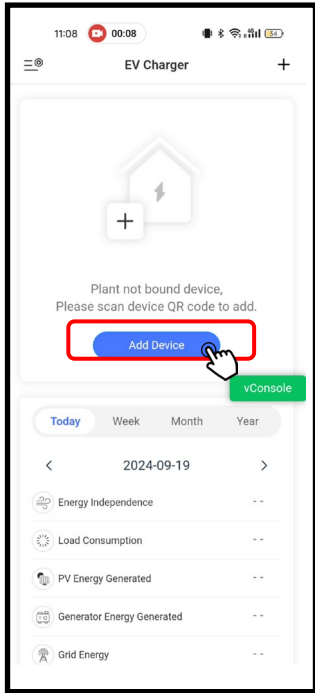 11:08 00:08 54
EV Charger
Plant not bound device,
Please scan device QR code to add.
Add Device
vConsole
Today Week Month Year
2024-09-19
Energy Independence - -
Load Consumption - -
PV Energy Generated - -
Generator Energy Generated - -
Grid Energy - -